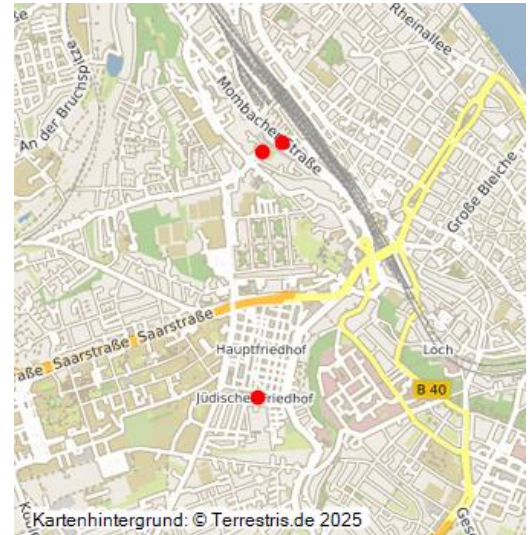 Rheinallee
An der Bruchspitze
Mombacher Straße
Große Bleiche
Saarstraße
Saarstraße
raße
Hauptfriedhof
Loch
B 40
Jüdischer Friedhof
Kartenhintergrund: © Terrestris.de 2025